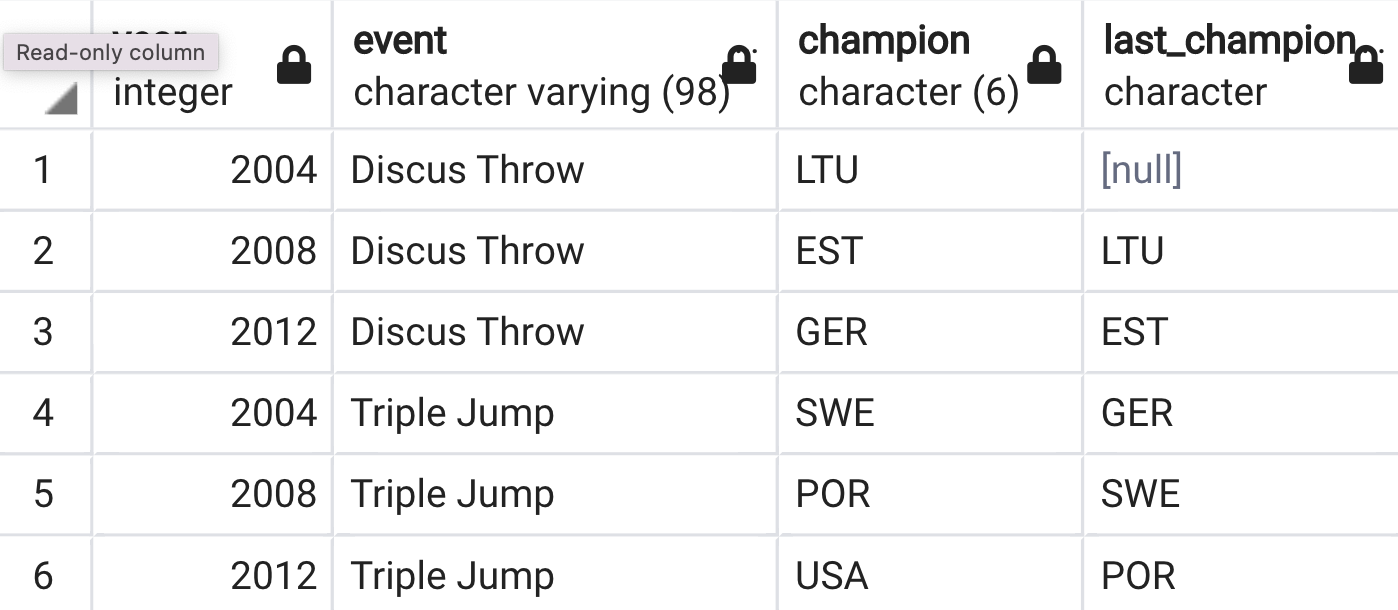 Read-only column
event champion last_champion
integer character varying (98) character (6) character
1 2004 Discus Throw LTU [null]
2 2008 Discus Throw EST LTU
3 2012 Discus Throw GER EST
4 2004 Triple Jump SWE GER
5 2008 Triple Jump POR SWE
6 2012 Triple Jump USA POR